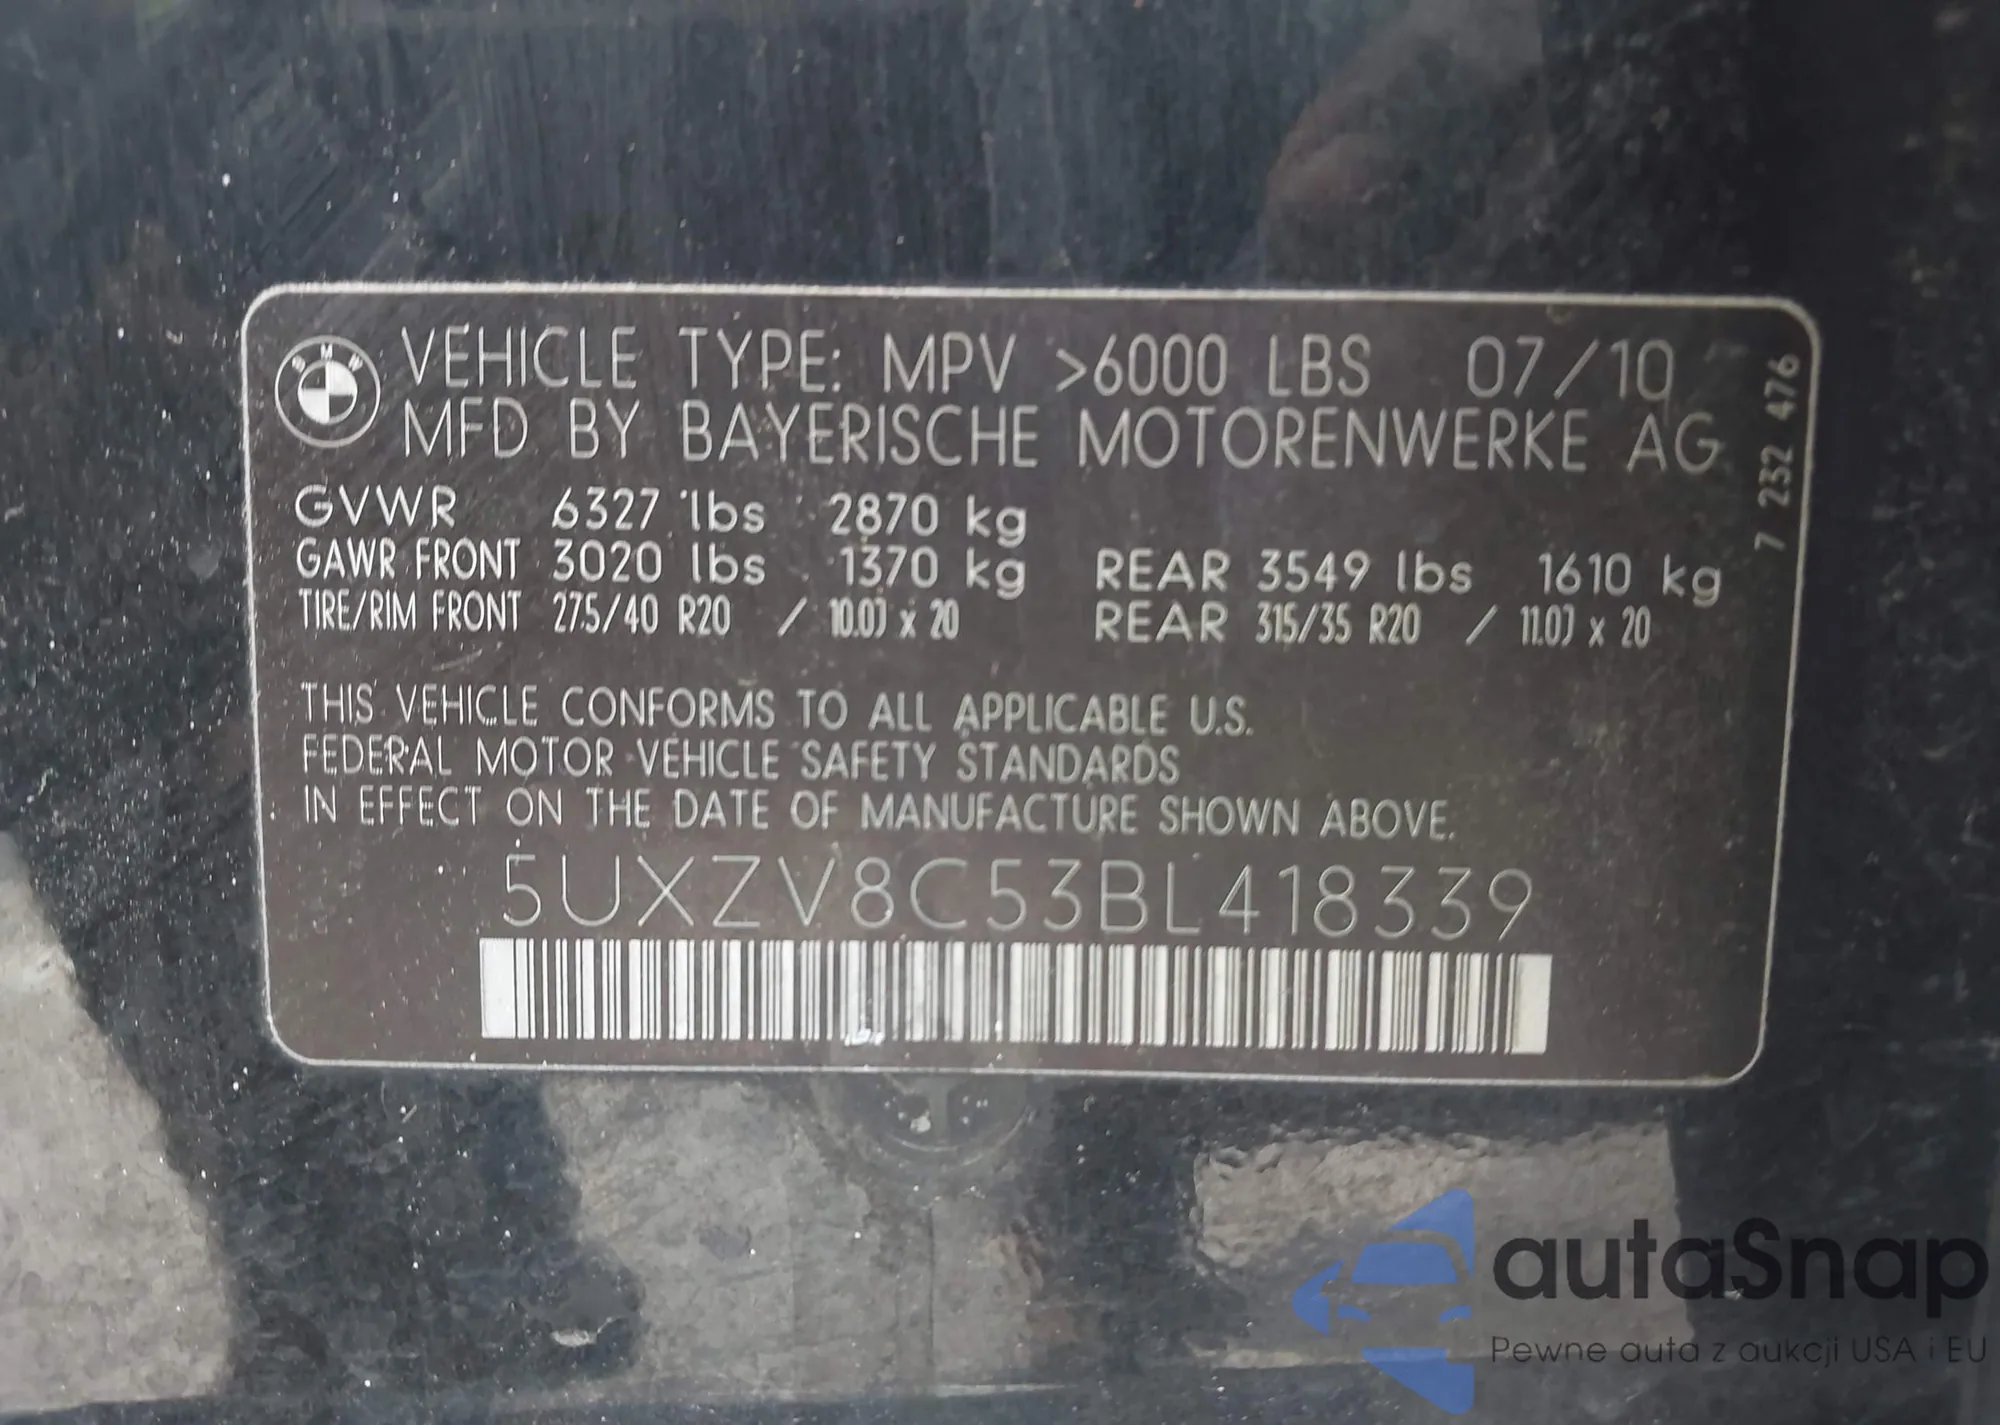 BMW
VEHICLE TYPE: MPV >6000 LBS 07/10
MFD BY BAYERISCHE MOTORENWERKE AG
GVWR 6327 lbs 2870 kg
GAWR FRONT 3020 lbs 1370 kg REAR 3549 lbs 1610 kg
TIRE/RIM FRONT 275/40 R20 / 10.0J x 20 REAR 315/35 R20 / 11.0J x 20
7 232 476
THIS VEHICLE CONFORMS TO ALL APPLICABLE U.S.
FEDERAL MOTOR VEHICLE SAFETY STANDARDS
IN EFFECT ON THE DATE OF MANUFACTURE SHOWN ABOVE.
5UXZV8C53BL418339
autaSnap
Pewne auta z aukcji USA i EU